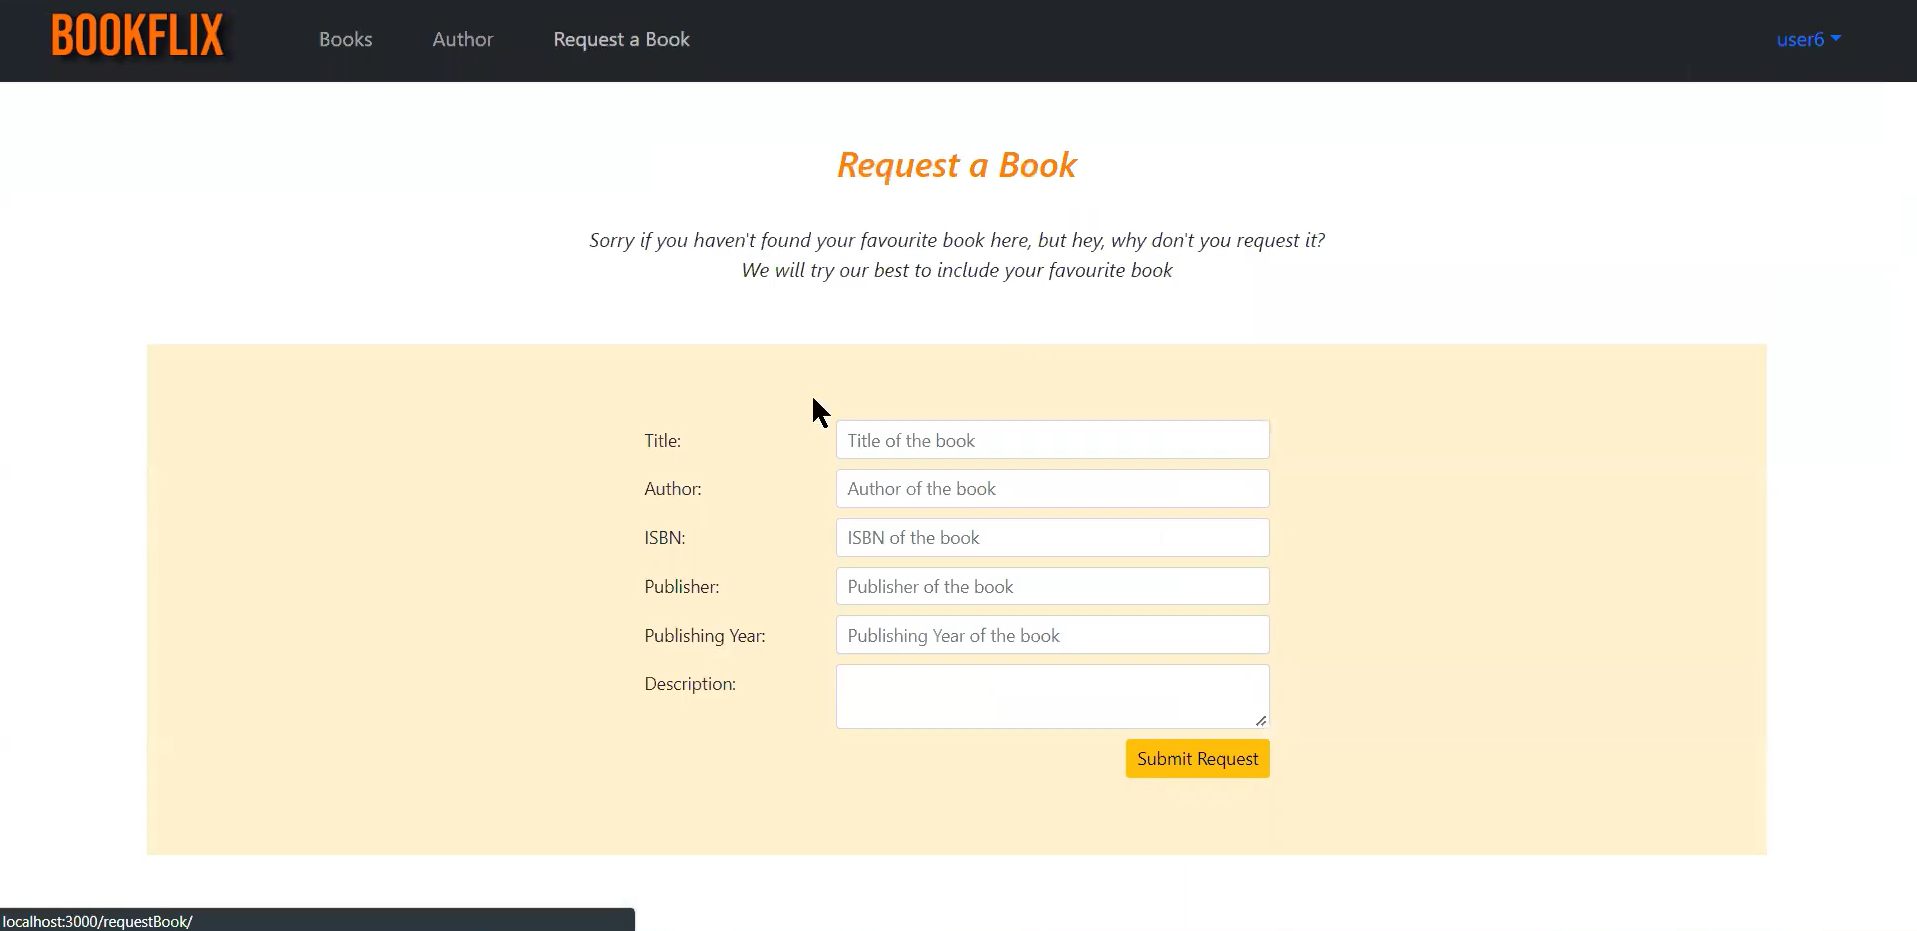 BOOKFLIX
Books
Author
Request a Book
user6
Request a Book
Sorry if you haven't found your favourite book here, but hey, why don't you request it?
We will try our best to include your favourite book
Title:
Title of the book
Author:
Author of the book
ISBN:
ISBN of the book
Publisher:
Publisher of the book
Publishing Year:
Publishing Year of the book
Description:
Submit Request
localhost:3000/requestBook/